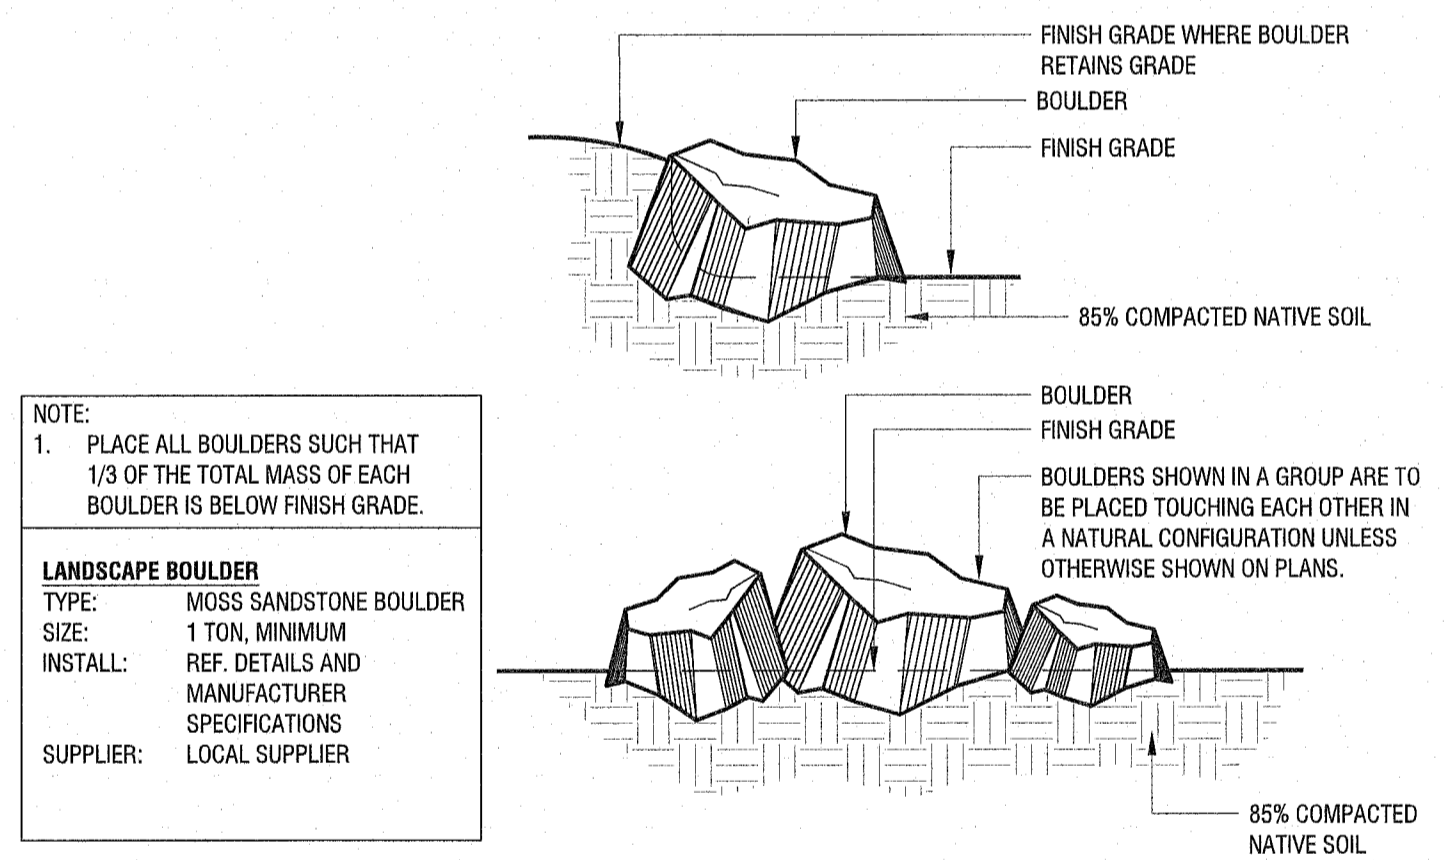 FINISH GRADE WHERE BOULDER
RETAINS GRADE
BOULDER
FINISH GRADE
85% COMPACTED NATIVE SOIL
NOTE:
1. PLACE ALL BOULDERS SUCH THAT
1/3 OF THE TOTAL MASS OF EACH
BOULDER IS BELOW FINISH GRADE.
LANDSCAPE BOULDER
TYPE: MOSS SANDSTONE BOULDER
SIZE: 1 TON, MINIMUM
INSTALL: REF. DETAILS AND
MANUFACTURER
SPECIFICATIONS
SUPPLIER: LOCAL SUPPLIER
BOULDER
FINISH GRADE
BOULDERS SHOWN IN A GROUP ARE TO
BE PLACED TOUCHING EACH OTHER IN
A NATURAL CONFIGURATION UNLESS
OTHERWISE SHOWN ON PLANS.
85% COMPACTED
NATIVE SOIL